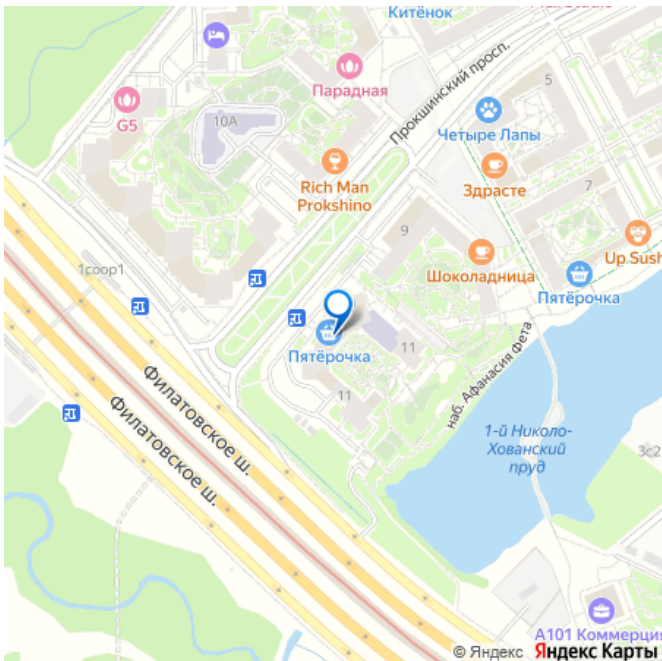 Китёнок
Парадная
Прокшинский просп.
5
G5
10А
Четыре Лапы
Rich Man
Prokshino
Здрасте
7
9
Up Sush
1соор1
Шоколадница
Пятёрочка
Пятёрочка
11
11
наб. Афанасия Фета
Филатовское ш.
Филатовское ш.
1-й Николо-
Хованский
пруд
3с2
А101 Коммерция
© Яндекс Яндекс Карты